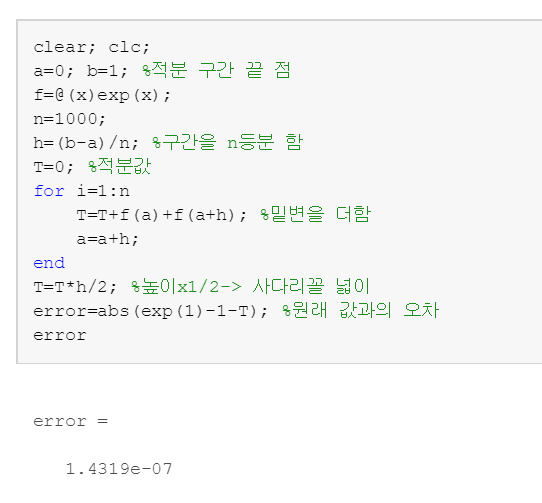 clear; clc;
a=0; b=1; %적분 구간 끝 점
f=@(x)exp(x);
n=1000;
h=(b-a)/n; %구간을 n등분 함
T=0; %적분값
for i=1:n
    T=T+f(a)+f(a+h); %밑변을 더함
    a=a+h;
end
T=T*h/2; %높이x1/2-> 사다리꼴 넓이
error=abs(exp(1)-1-T); %원래 값과의 오차
error
error =
1.4319e-07